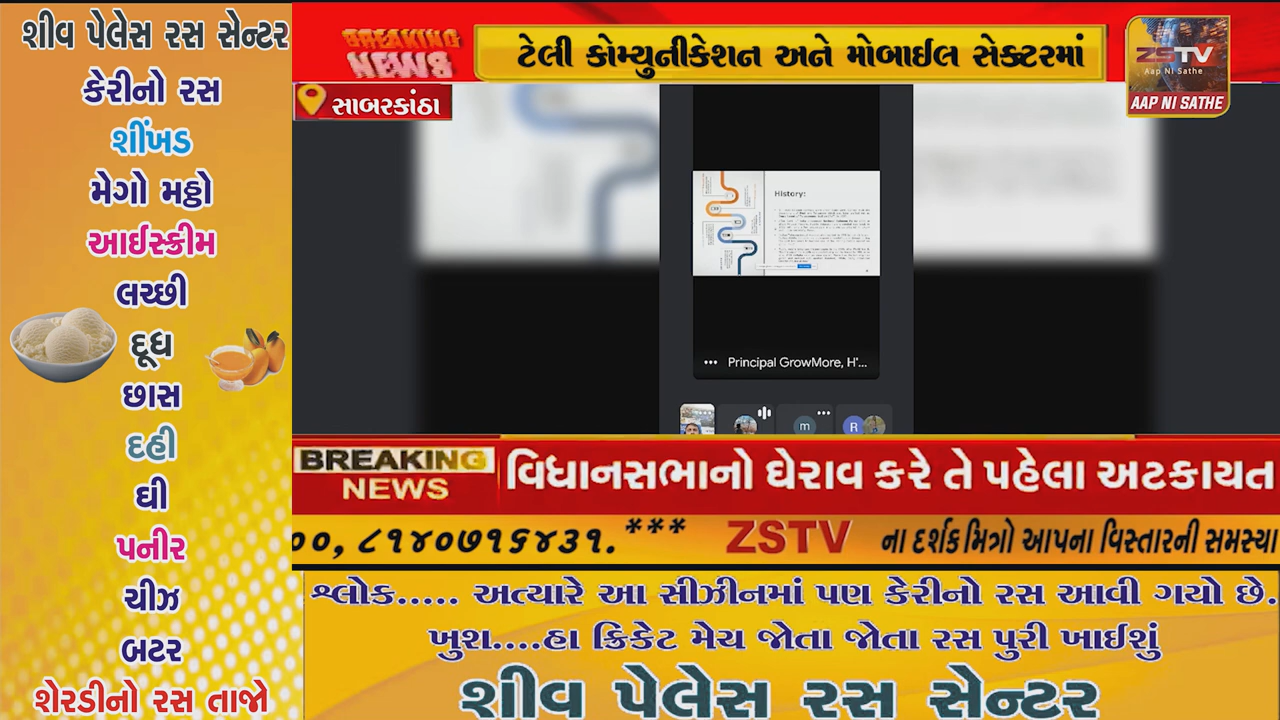 શીવ પેલેસ રસ સેન્ટર
કેરીનો રસ
શીંખડ
મેગો મઠ્ઠો
આઈસ્ક્રીમ
લચ્છી
દૂધ
છાસ
દહી
ઘી
પનીર
ચીઝ
બટર
શેરડીનો રસ તાજો
BREAKING NEWS
ટેલી કોમ્યુનીકેશન અને મોબાઈલ સેક્ટરમાં
ZSTV
Aap Ni Sathe
AAP NI SATHE
સાબરકાંઠા
History:
Principal GrowMore, H'...
m
R
BREAKING NEWS
વિધાનસભાનો ઘેરાવ કરે તે પહેલા અટકાયત
૦૦, ૮૧૪૦૭૧૬૪૩૧.*** ZSTV ના દર્શક મિત્રો આપના વિસ્તારની સમસ્યા
શ્લોક..... અત્યારે આ સીઝીનમાં પણ કેરીનો રસ આવી ગયો છે.
ખુશ....હા ક્રિકેટ મેચ જોતા જોતા રસ પુરી ખાઈશું
શીવ પેલેસ રસ સેન્ટર